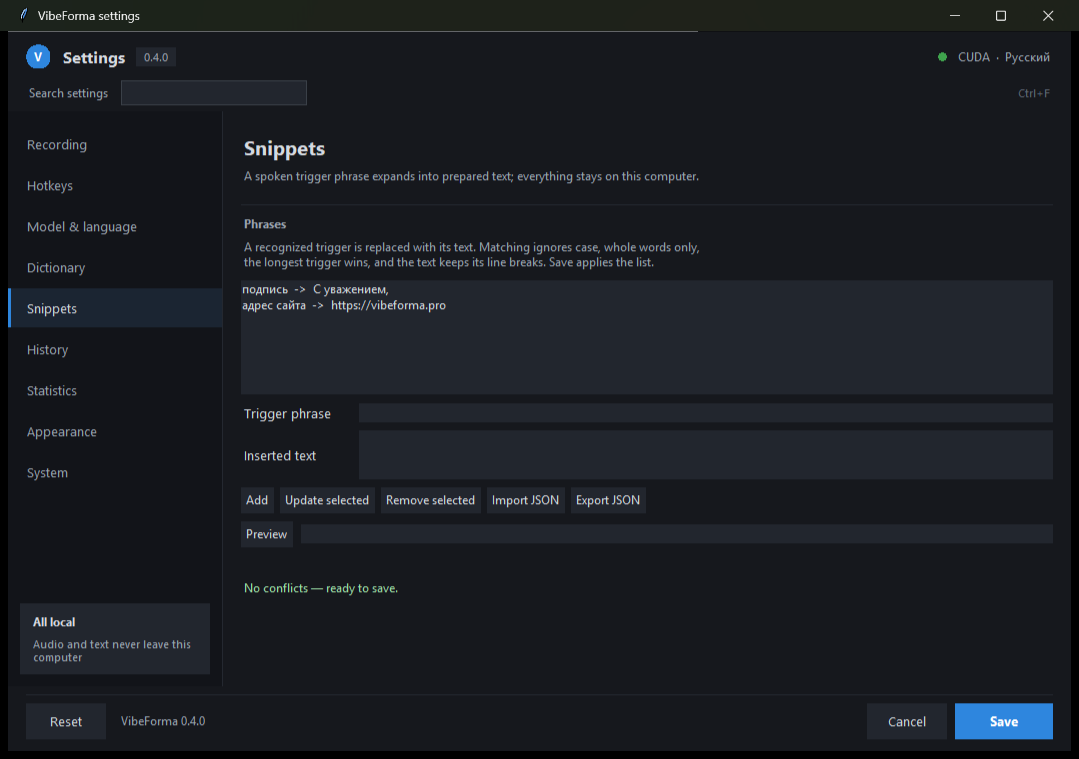 VibeForma settings
V Settings 0.4.0
CUDA · Русский
Search settings
Ctrl+F
Recording
Hotkeys
Model & language
Dictionary
Snippets
History
Statistics
Appearance
System
All local
Audio and text never leave this
computer
Snippets
A spoken trigger phrase expands into prepared text; everything stays on this computer.
Phrases
A recognized trigger is replaced with its text. Matching ignores case, whole words only,
the longest trigger wins, and the text keeps its line breaks. Save applies the list.
подпись -> С уважением,
адрес сайта -> https://vibeforma.pro
Trigger phrase
Inserted text
Add Update selected Remove selected Import JSON Export JSON
Preview
No conflicts — ready to save.
Reset VibeForma 0.4.0 Cancel Save